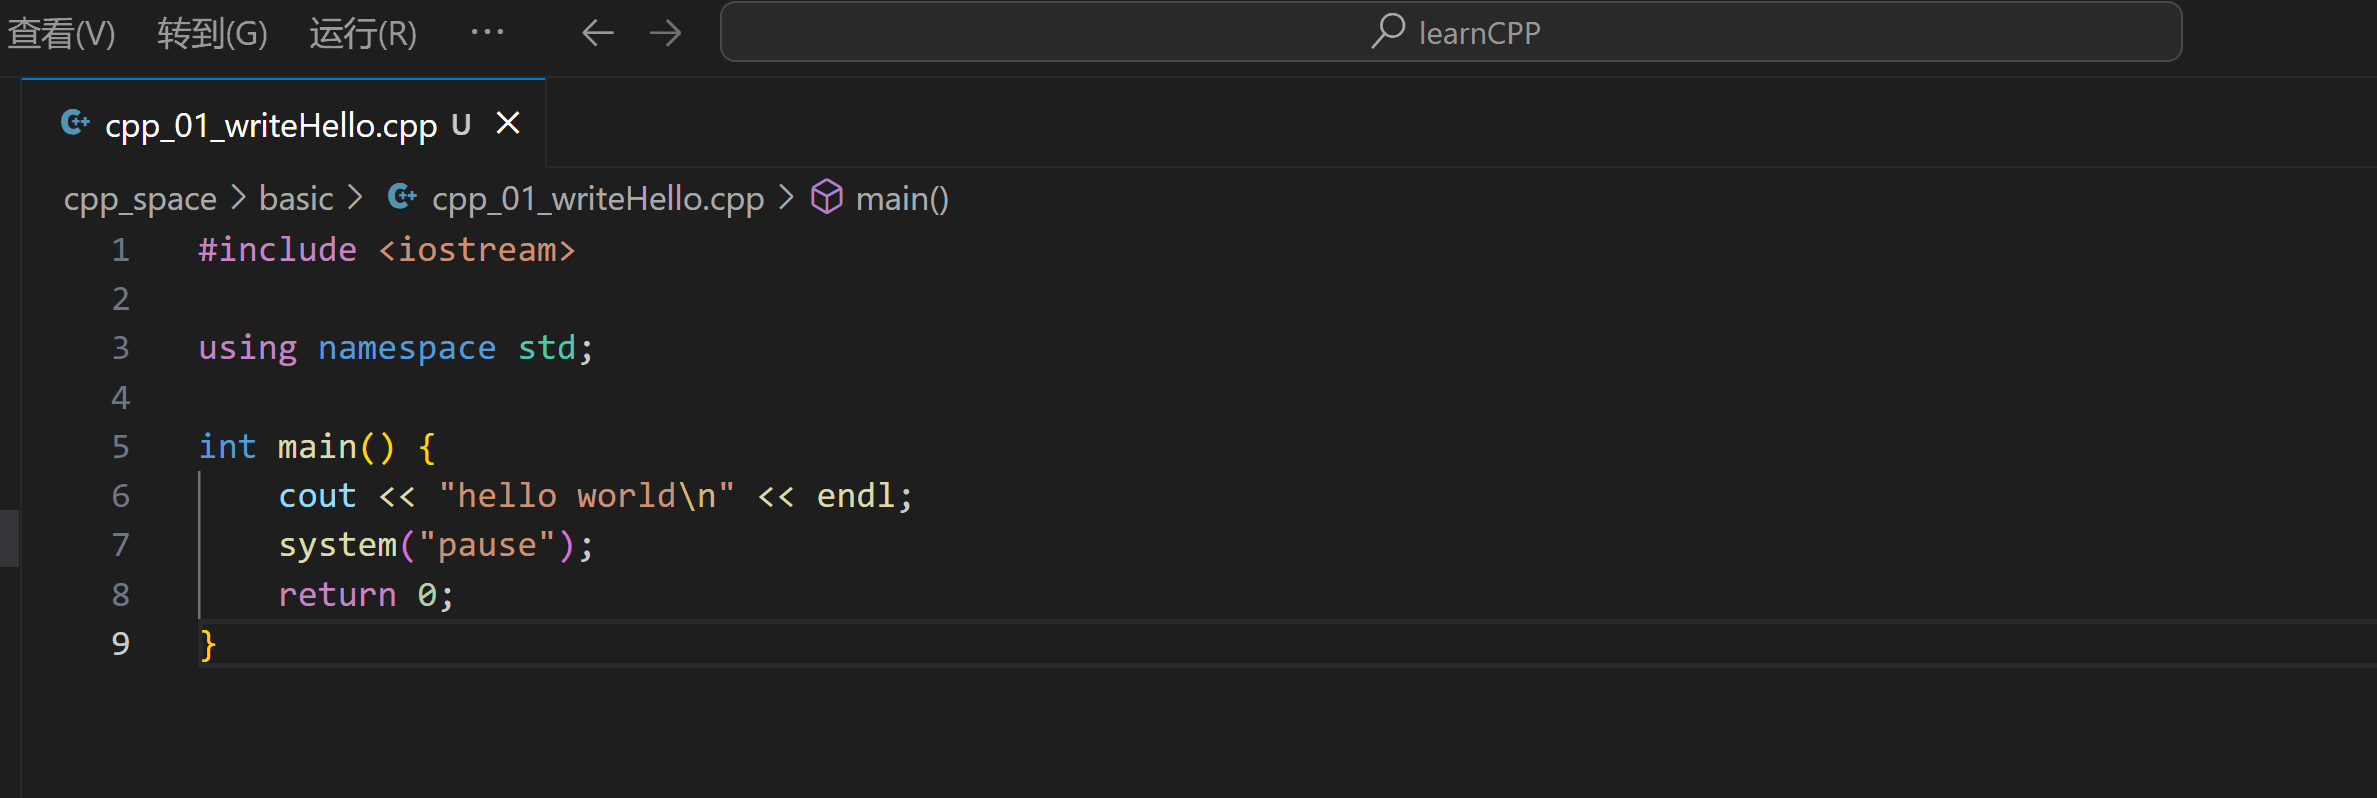 查看(V) 转到(G) 运行(R) ··· learnCPP
cpp_01_writeHello.cpp U
cpp_space > basic > cpp_01_writeHello.cpp > main()
1 #include <iostream>
2
3 using namespace std;
4
5 int main() {
6     cout << "hello world\n" << endl;
7     system("pause");
8     return 0;
9 }